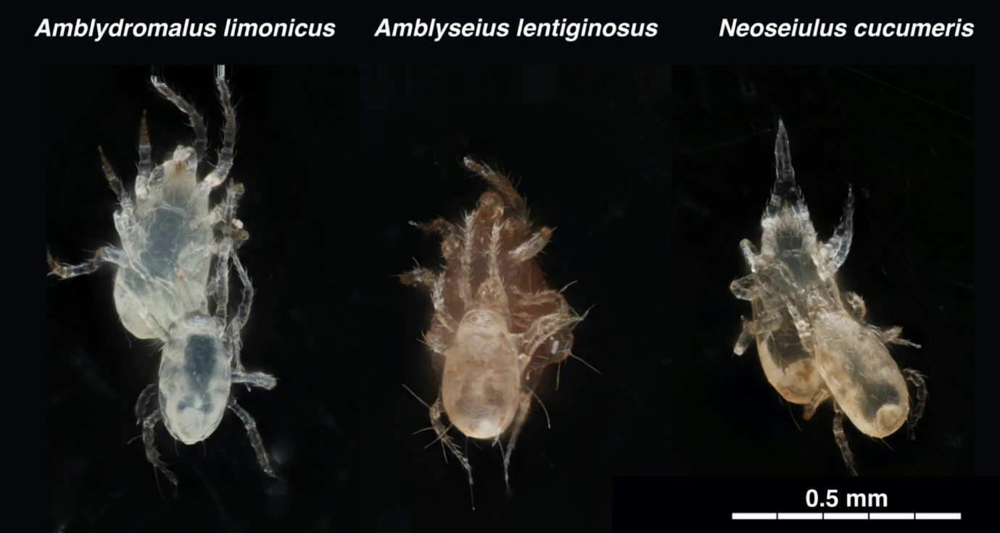 Amblydromalus limonicus
Amblyseius lentiginosus
Neoseiulus cucumeris
0.5 mm